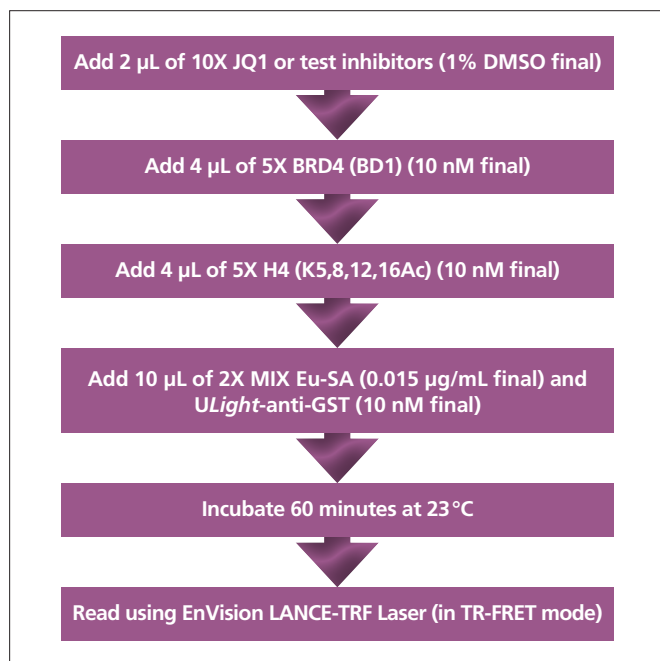 Add 2 µL of 10X JQ1 or test inhibitors (1% DMSO final)
Add 4 µL of 5X BRD4 (BD1) (10 nM final)
Add 4 µL of 5X H4 (K5,8,12,16Ac) (10 nM final)
Add 10 µL of 2X MIX Eu-SA (0.015 µg/mL final) and
ULight-anti-GST (10 nM final)
Incubate 60 minutes at 23°C
Read using EnVision LANCE-TRF Laser (in TR-FRET mode)